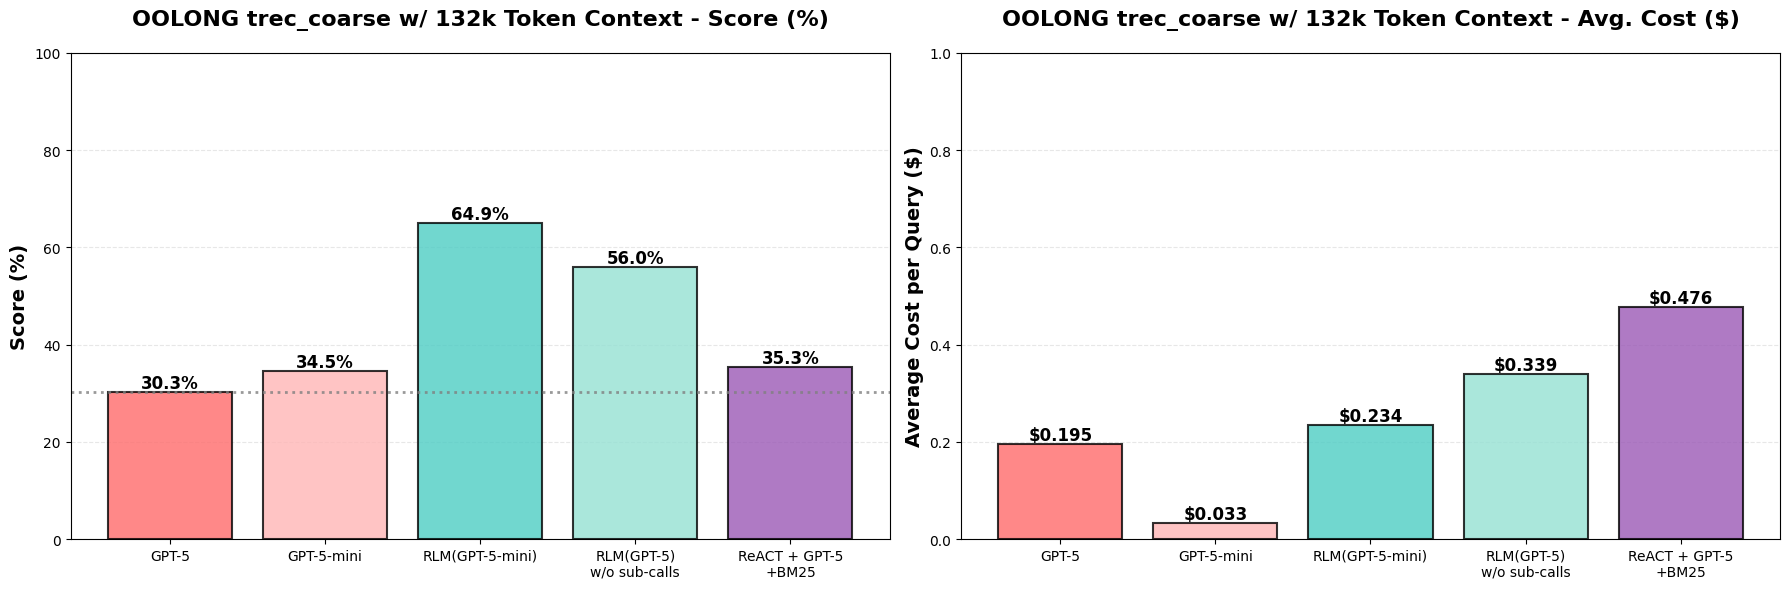 OOLONG trec_coarse w/ 132k Token Context - Score (%)
Score (%)
100
80
60
40
20
0
30.3%
34.5%
64.9%
56.0%
35.3%
GPT-5
GPT-5-mini
RLM(GPT-5-mini)
RLM(GPT-5)
w/o sub-calls
ReACT + GPT-5
+BM25
OOLONG trec_coarse w/ 132k Token Context - Avg. Cost ($)
Average Cost per Query ($)
1.0
0.8
0.6
0.4
0.2
0.0
$0.195
$0.033
$0.234
$0.339
$0.476
GPT-5
GPT-5-mini
RLM(GPT-5-mini)
RLM(GPT-5)
w/o sub-calls
ReACT + GPT-5
+BM25